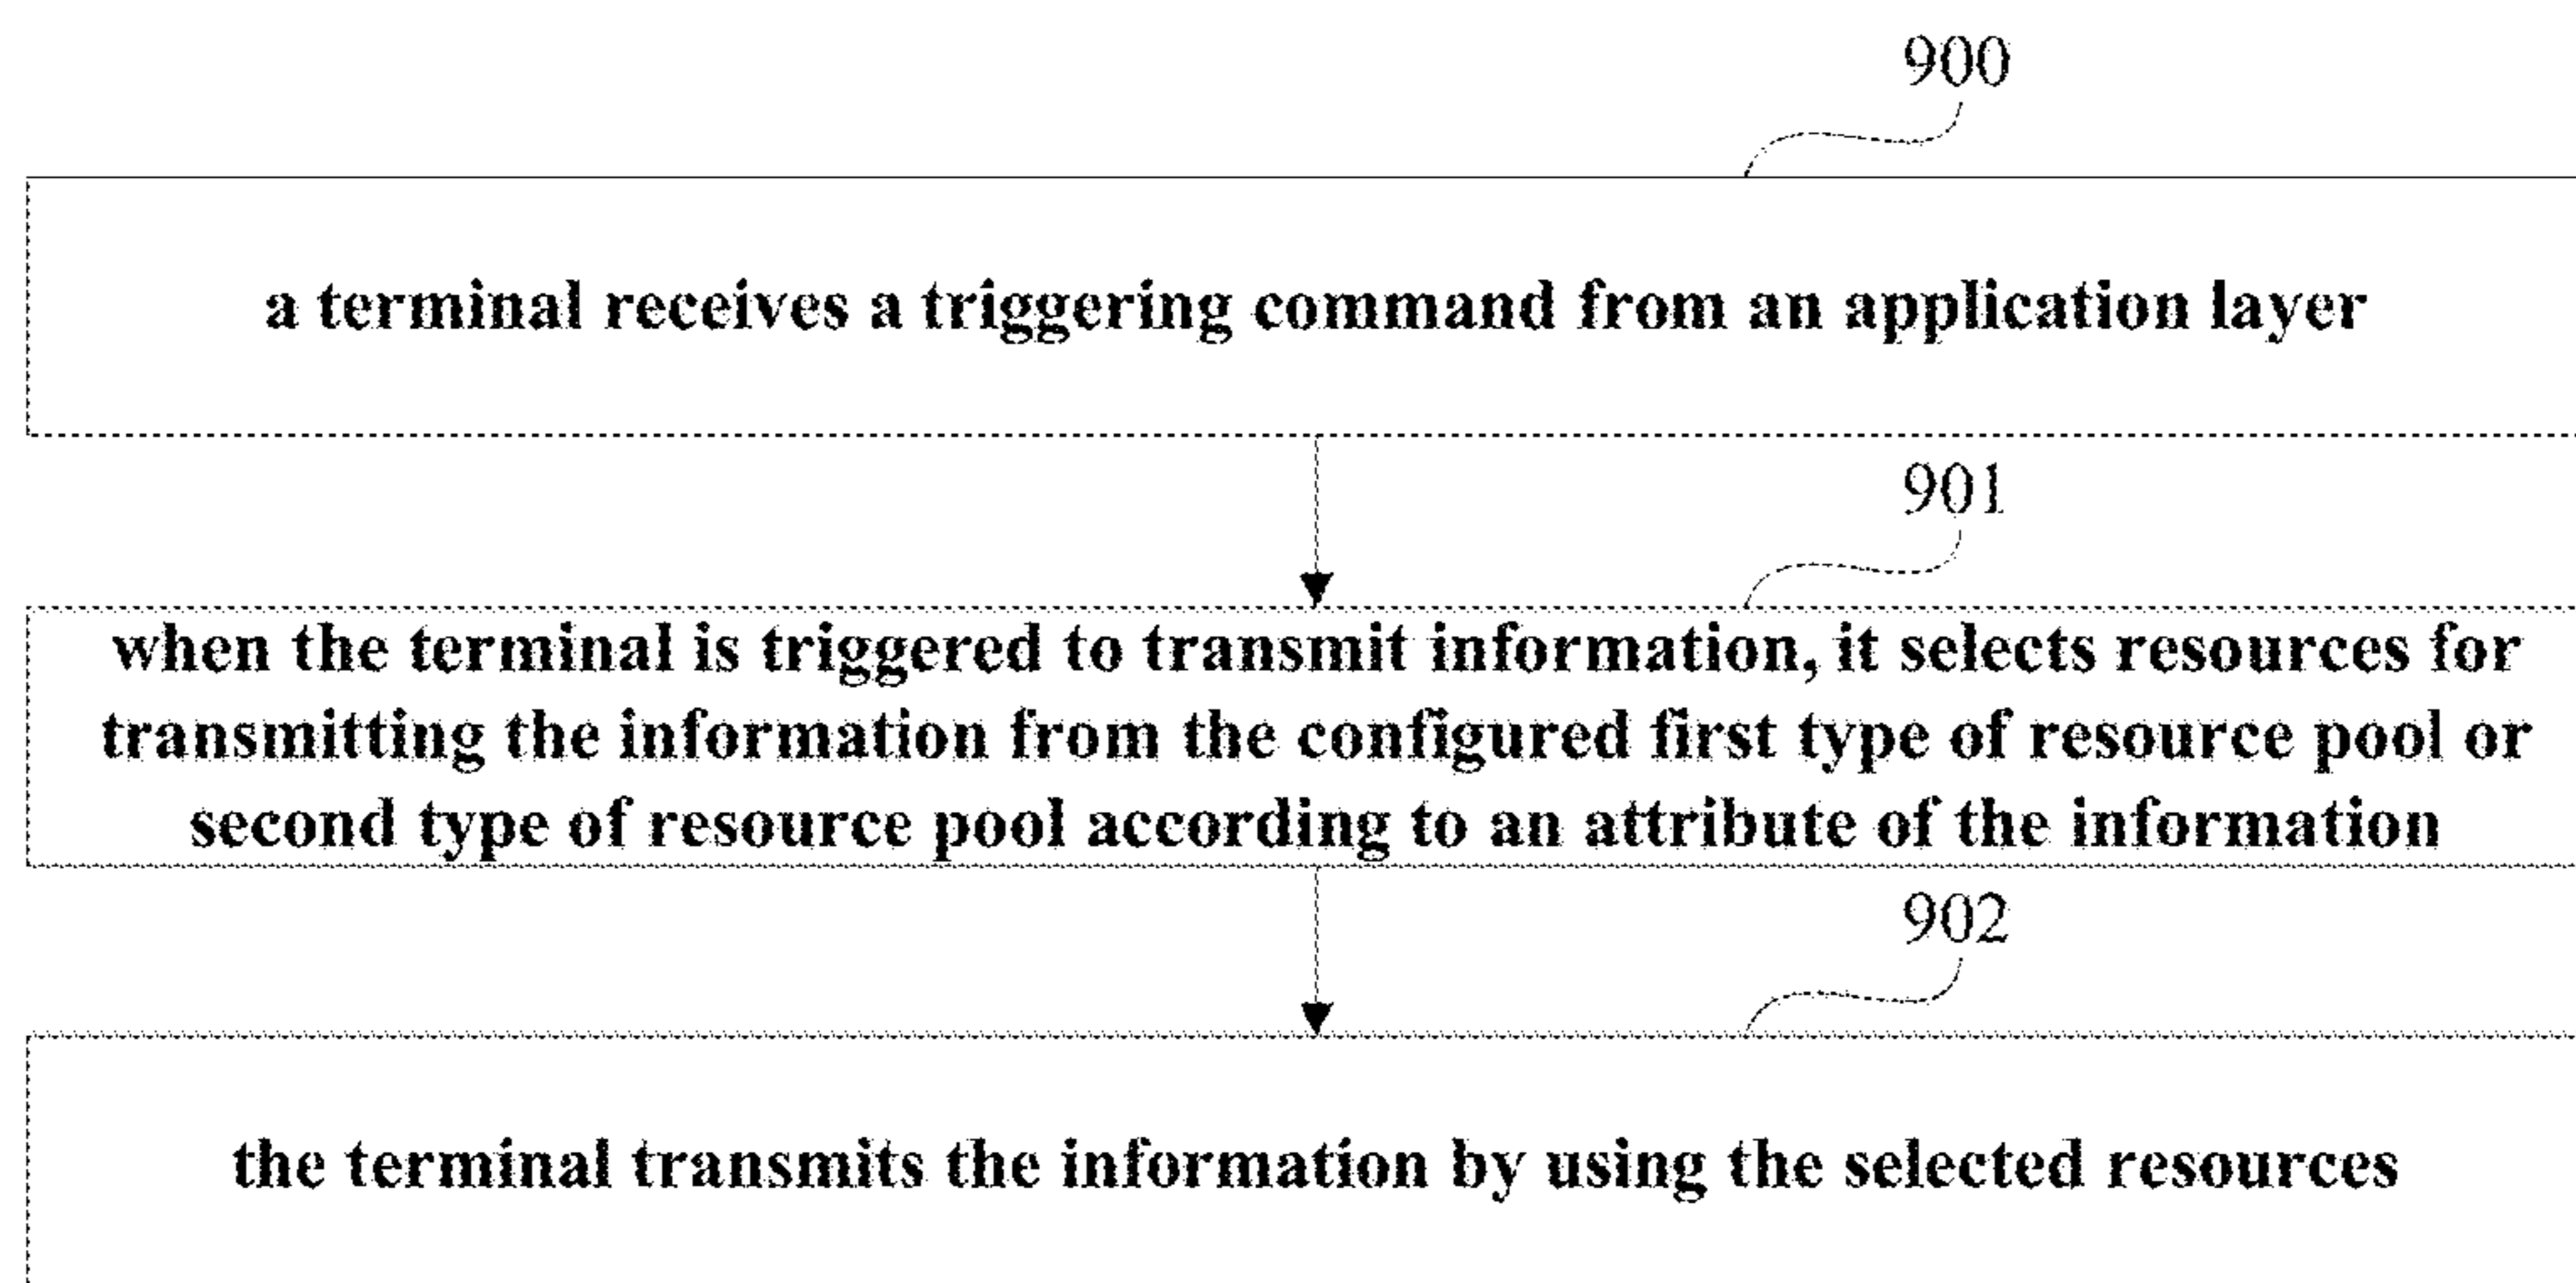 900
a terminal receives a triggering command from an application layer
901
when the terminal is triggered to transmit information, it selects resources for
transmitting the information from the configured first type of resource pool or
second type of resource pool according to an attribute of the information
902
the terminal transmits the information by using the selected resources